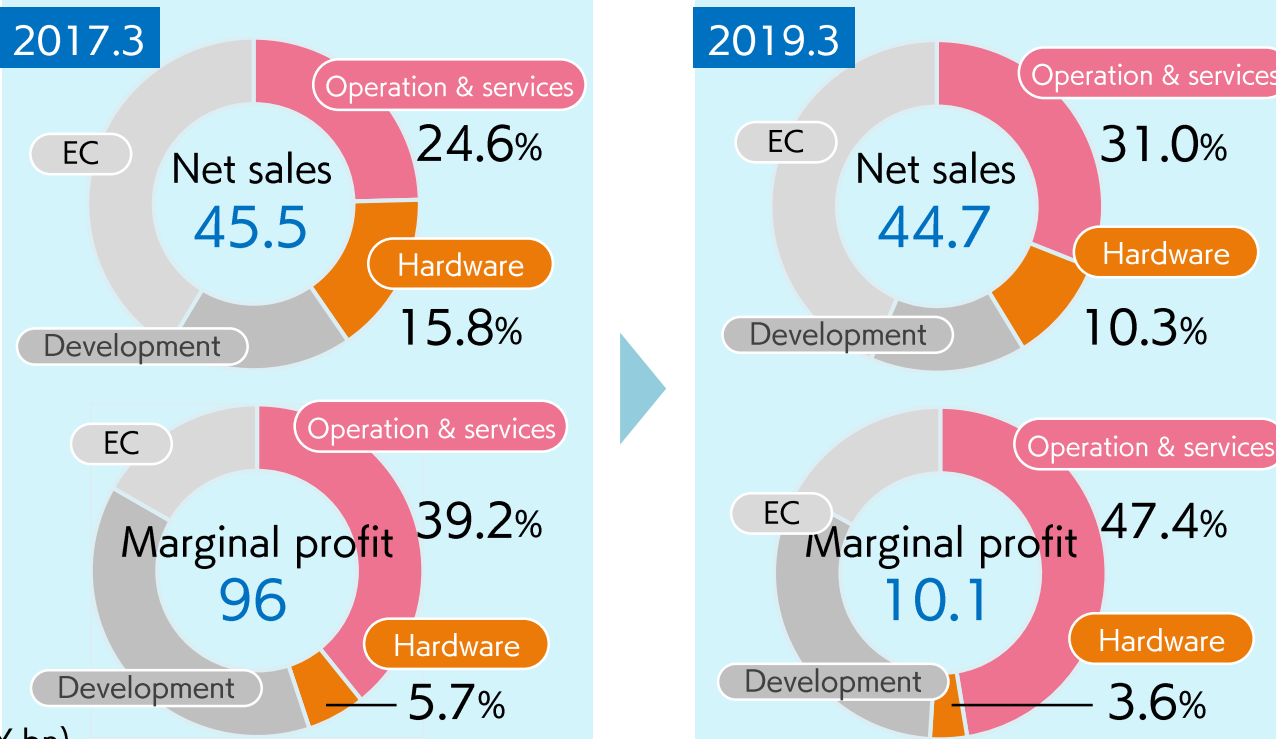 2017.3
Operation & services
24.6%
EC
Net sales
45.5
Hardware
15.8%
Development
Operation & services
EC
39.2%
Marginal profit
96
Hardware
Development
5.7%
bn)
2019.3
Operation & services
31.0%
EC
Net sales
44.7
Hardware
10.3%
Development
Operation & services
47.4%
EC
Marginal profit
10.1
Hardware
Development
3.6%